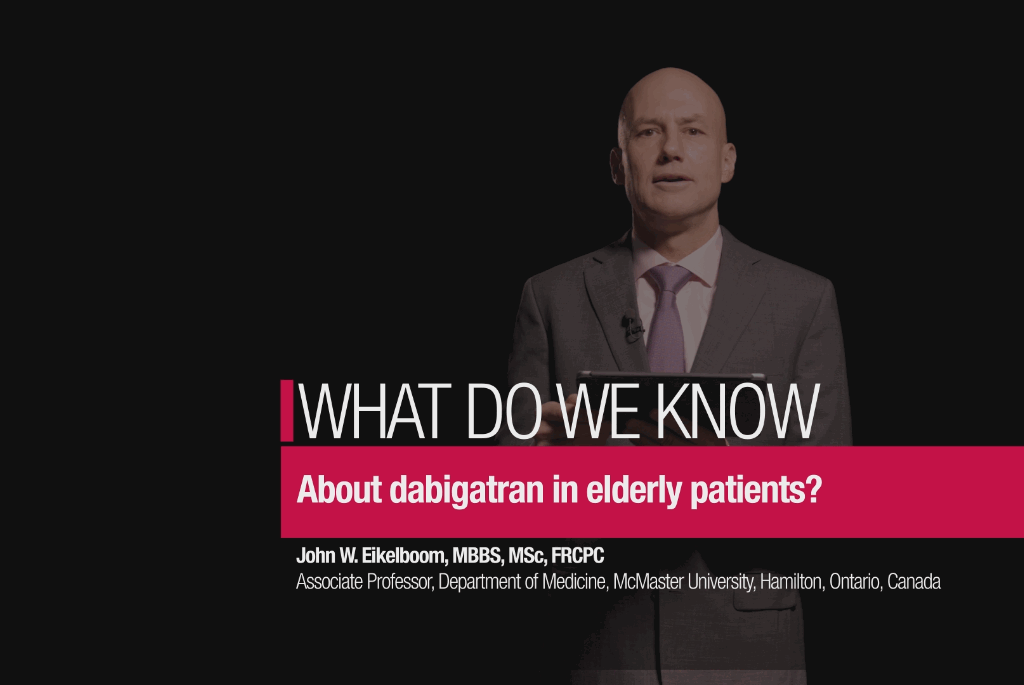 WHAT DO WE KNOW
About dabigatran in elderly patients?
John W. Eikelboom, MBBS, MSc, FRCPC
Associate Professor, Department of Medicine, McMaster University, Hamilton, Ontario, Canada